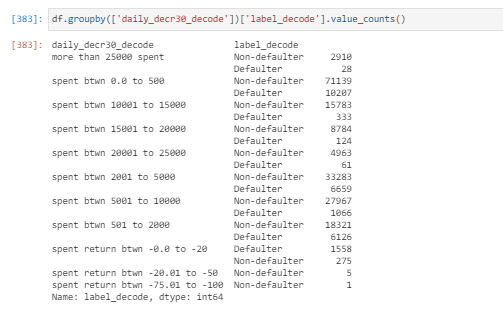 [383]: df.groupby(['daily_decr30_decode'])['label_decode'].value_counts()
[383]: daily_decr30_decode label_decode
more than 25000 spent Non-defaulter 2910
Defaulter 28
spent btwn 0.0 to 500 Non-defaulter 71139
Defaulter 10207
spent btwn 10001 to 15000 Non-defaulter 15783
Defaulter 333
spent btwn 15001 to 20000 Non-defaulter 8784
Defaulter 124
spent btwn 20001 to 25000 Non-defaulter 4963
Defaulter 61
spent btwn 2001 to 5000 Non-defaulter 33283
Defaulter 6659
spent btwn 5001 to 10000 Non-defaulter 27967
Defaulter 1066
spent btwn 501 to 2000 Non-defaulter 18321
Defaulter 6126
spent return btwn -0.0 to -20 Defaulter 1558
Non-defaulter 275
spent return btwn -20.01 to -50 Non-defaulter 5
spent return btwn -75.01 to -100 Non-defaulter 1
Name: label_decode, dtype: int64